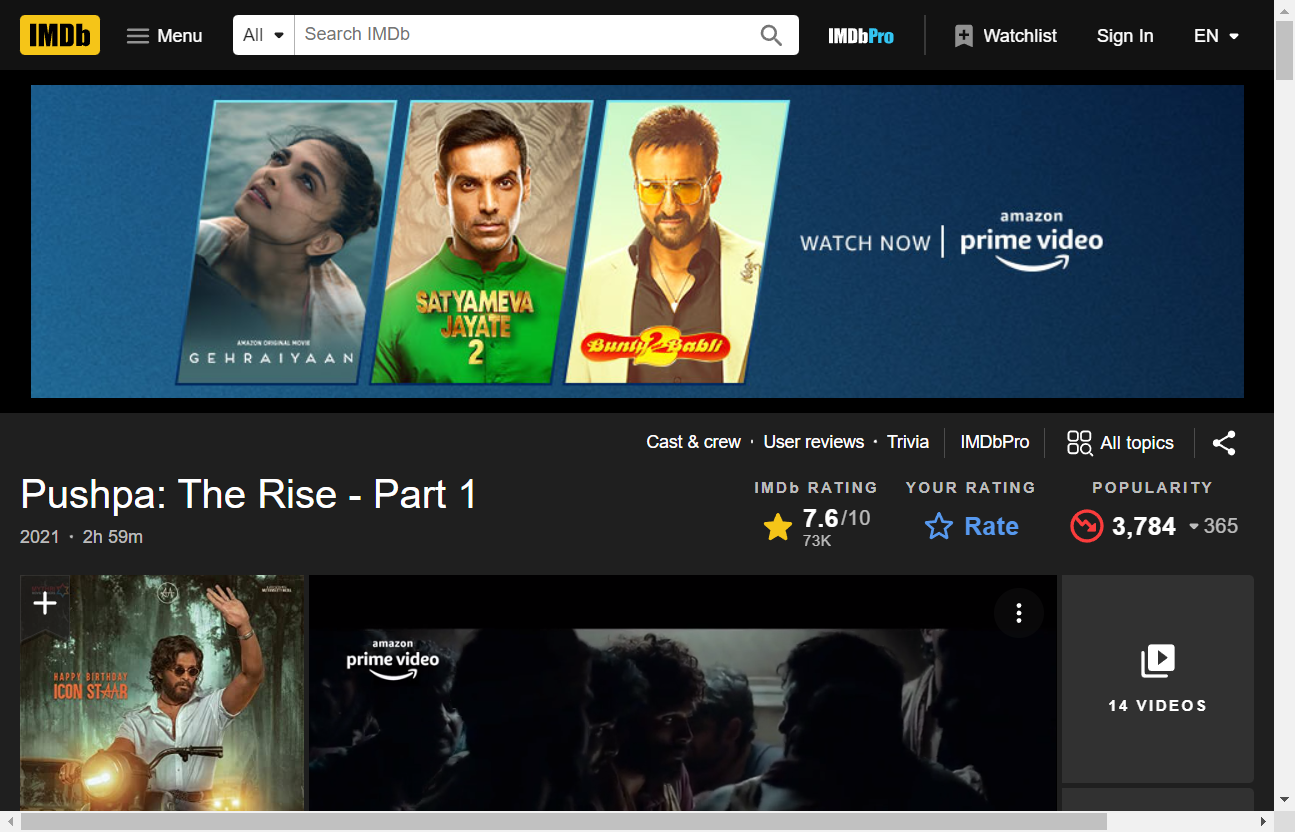 IMDb
Menu
All
Search IMDb
IMDbPro
Watchlist
Sign In
EN
AMAZON ORIGINAL MOVIE
GEHRAIYAAN
SATYAMEVA
JAYATE
2
Bunty 2 Babli
WATCH NOW
amazon
prime video
Cast & crew · User reviews · Trivia
IMDbPro
All topics
Pushpa: The Rise - Part 1
2021 · 2h 59m
IMDb RATING
7.6/10
73K
YOUR RATING
Rate
POPULARITY
3,784
365
HAPPY BIRTHDAY
ICON STAAR
amazon
prime video
14 VIDEOS